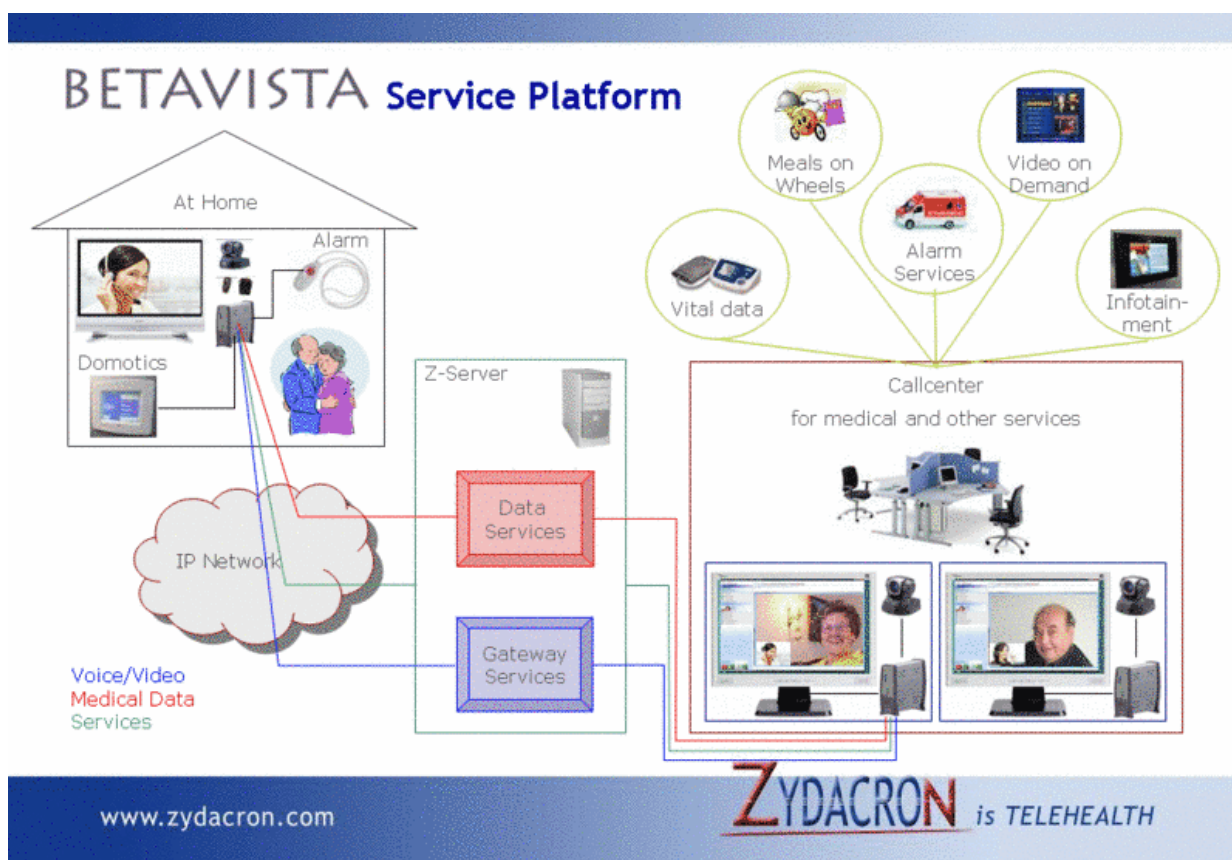 BETAVISTA Service Platform
At Home
Alarm
Domotics
Meals on
Wheels
Video on
Demand
Alarm
Services
Vital data
Infotain-
ment
Z-Server
Callcenter
for medical and other services
Data
Services
IP Network
Gateway
Services
Voice/Video
Medical Data
Services
www.zydacron.com
ZYDACRON is TELEHEALTH